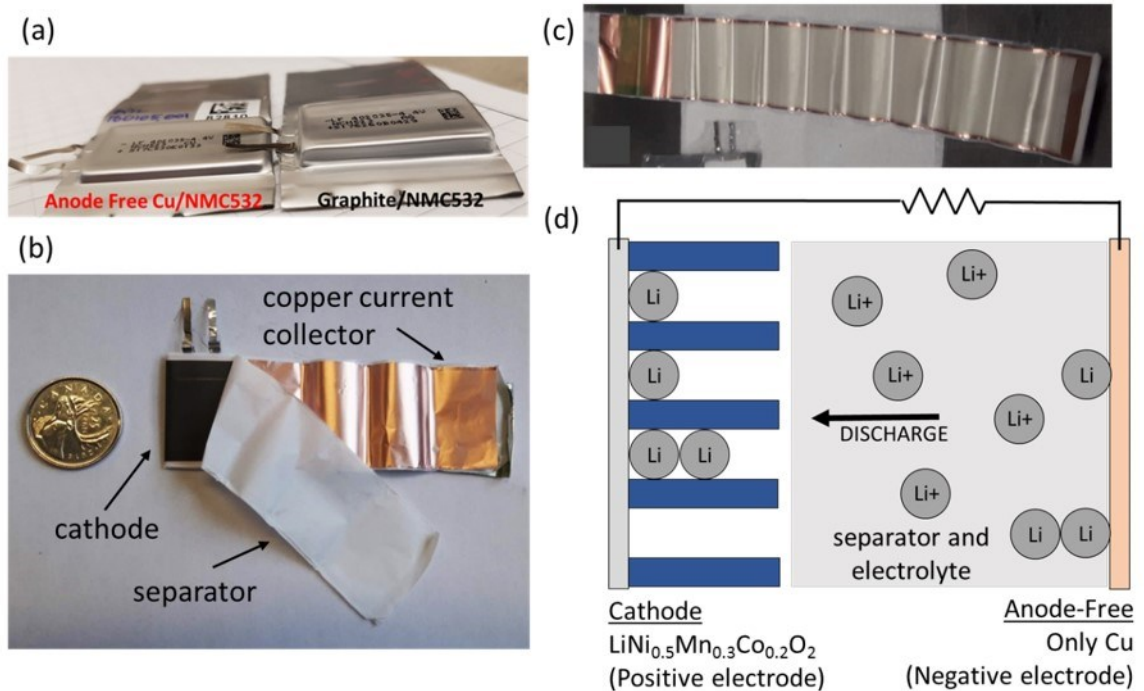 (a)
Anode Free Cu/NMC532
Graphite/NMC532
(b)
copper current
collector
CANADA
cathode
separator
(c)
(d)
Li
Li
Li Li
Li+
Li+
Li+
Li+
Li+
Li
Li Li
DISCHARGE
separator and
electrolyte
Cathode
LiNi₀.₅Mn₀.₃Co₀.₂O₂
(Positive electrode)
Anode-Free
Only Cu
(Negative electrode)